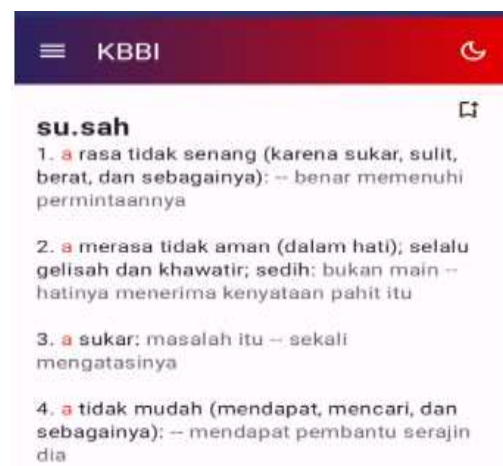 KBBI
su.sah
1. a rasa tidak senang (karena sukar, sulit,
berat, dan sebagainya): -- benar memenuhi
permintaannya
2. a merasa tidak aman (dalam hati); selalu
gelisah dan khawatir; sedih: bukan main --
hatinya menerima kenyataan pahit itu
3. a sukar: masalah itu -- sekali
mengatasinya
4. a tidak mudah (mendapat, mencari, dan
sebagainya): -- mendapat pembantu serajin
dia